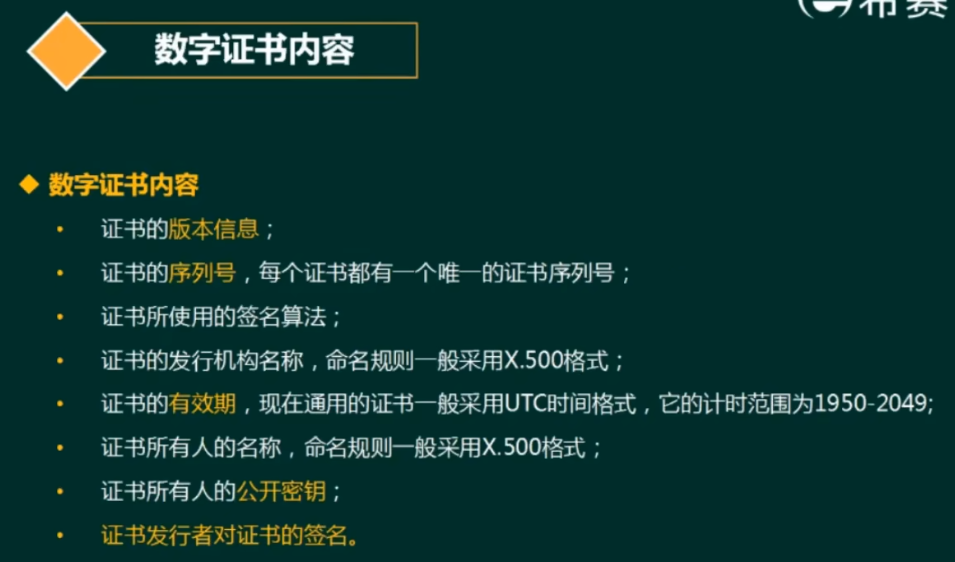 布赛
数字证书内容
数字证书内容
证书的版本信息；
证书的序列号，每个证书都有一个唯一的证书序列号；
证书所使用的签名算法；
证书的发行机构名称，命名规则一般采用X.500格式；
证书的有效期，现在通用的证书一般采用UTC时间格式，它的计时范围为1950-2049;
证书所有人的名称，命名规则一般采用X.500格式；
证书所有人的公开密钥；
证书发行者对证书的签名。